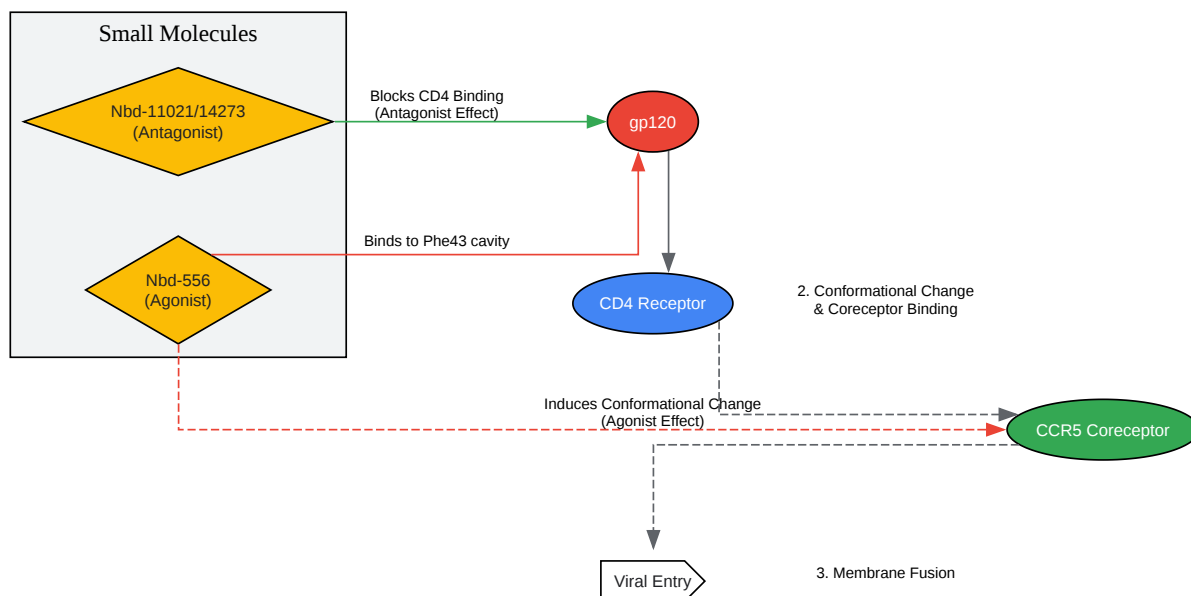 Small Molecules
Nbd-11021/14273
(Antagonist)
Blocks CD4 Binding
(Antagonist Effect)
gp120
Binds to Phe43 cavity
Nbd-556
(Agonist)
CD4 Receptor
2. Conformational Change
& Coreceptor Binding
Induces Conformational Change
(Agonist Effect)
CCR5 Coreceptor
Viral Entry
3. Membrane Fusion